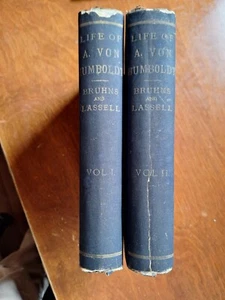 LIFE OF
A. VON
HUMBOLDT
BRUHNS
AND
LASSELL
VOL I.
LIFE OF
A. VON
HUMBOLDT
BRUHNS
AND
LASSELL
VOL II.